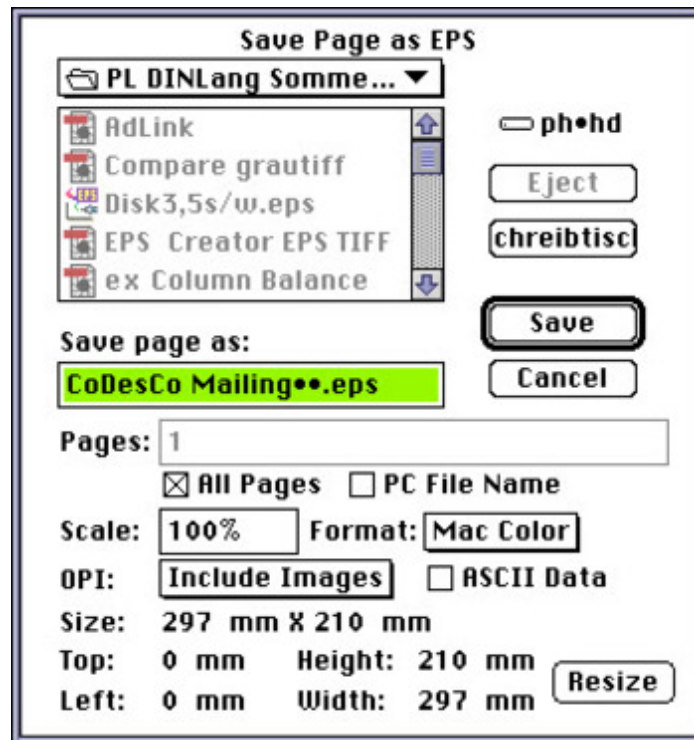 Save Page as EPS
PL DINLang Somme...
AdLink
Compare grautiff
Disk3,5s/w.eps
EPS Creator EPS TIFF
ex Column Balance
ph•hd
Eject
chreibtiscl
Save
Cancel
Save page as:
CoDesCo Mailing••.eps
Pages: 1
All Pages PC File Name
Scale: 100% Format: Mac Color
OPI: Include Images ASCII Data
Size: 297 mm X 210 mm
Top: 0 mm Height: 210 mm
Left: 0 mm Width: 297 mm
Resize